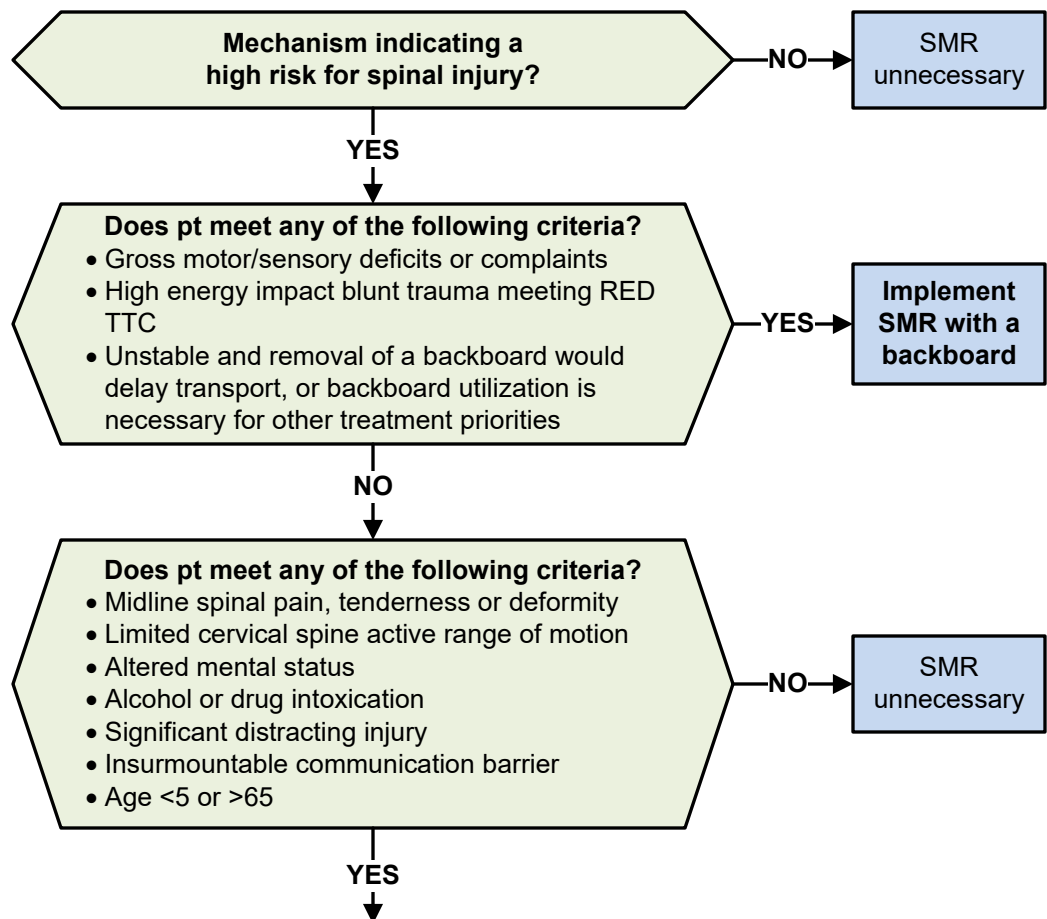 Mechanism indicating a
high risk for spinal injury?
NO
SMR
unnecessary
YES
Does pt meet any of the following criteria?
• Gross motor/sensory deficits or complaints
• High energy impact blunt trauma meeting RED
TTC
• Unstable and removal of a backboard would
delay transport, or backboard utilization is
necessary for other treatment priorities
YES
Implement
SMR with a
backboard
NO
Does pt meet any of the following criteria?
• Midline spinal pain, tenderness or deformity
• Limited cervical spine active range of motion
• Altered mental status
• Alcohol or drug intoxication
• Significant distracting injury
• Insurmountable communication barrier
• Age <5 or >65
NO
SMR
unnecessary
YES